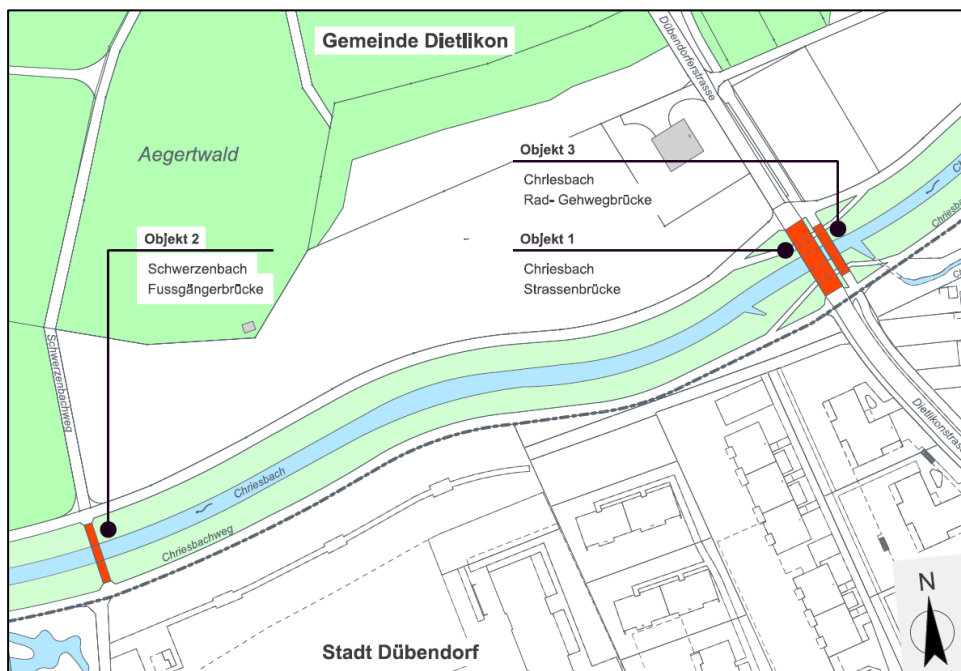 Gemeinde Dietlikon
Dübendorferstrasse
Aegertwald
Objekt 3
Chriesbach
Rad- Gehwegbrücke
Objekt 2
Schwerzenbach
Fussgängerbrücke
Objekt 1
Chriesbach
Strassenbrücke
Schwerzenbachweg
Chriesbach
Chriesbachweg
Dietlikonstr
N
Stadt Dübendorf